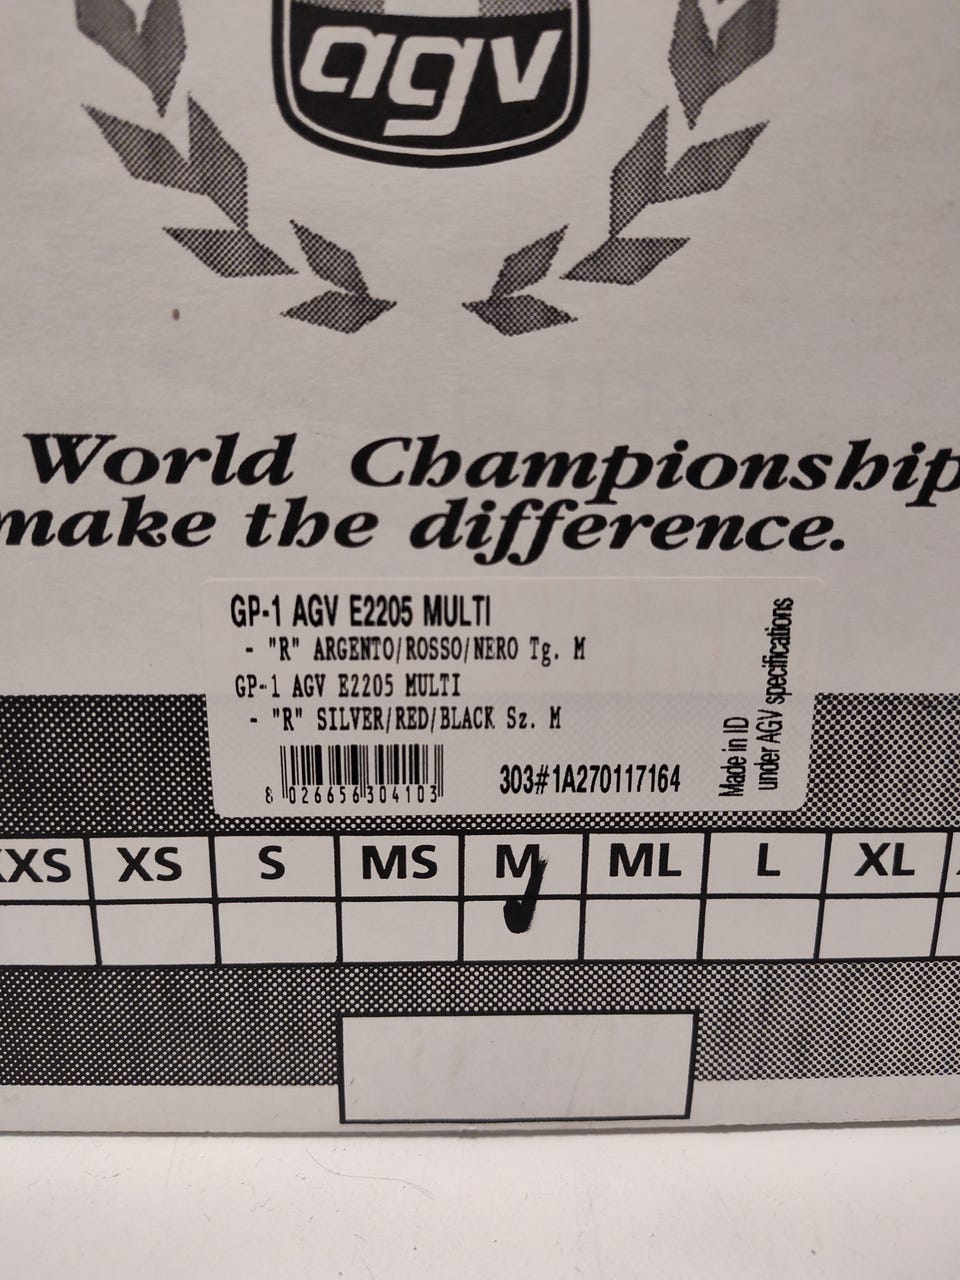 agv
World Championship
make the difference.
GP-1 AGV E2205 MULTI
- "R" ARGENTO/ROSSO/NERO Tg. M
GP-1 AGV E2205 MULTI
- "R" SILVER/RED/BLACK Sz. M
8 026656 304103
303#1A270117164
Made in ID
under AGV specifications
XXS XS S MS M ML L XL